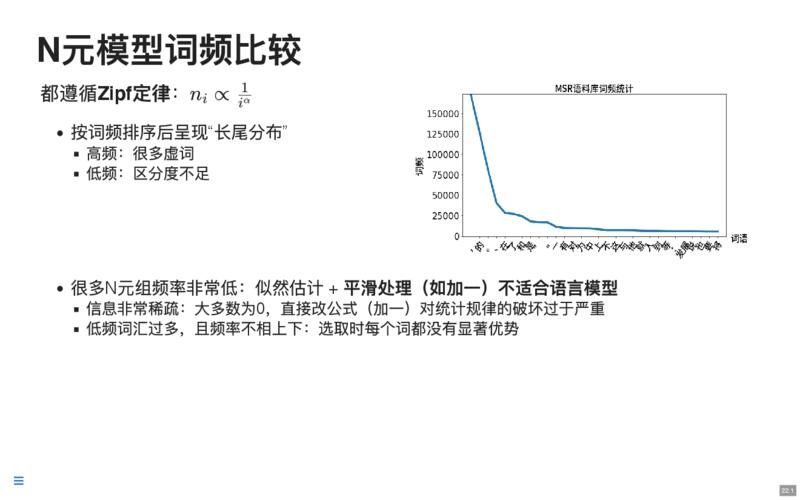 N元模型词频比较
都遵循Zipf定律：n_i ∝ 1/i^α
• 按词频排序后呈现“长尾分布”
▪ 高频：很多虚词
▪ 低频：区分度不足
MSR语料库词频统计
词频
150000
125000
100000
75000
50000
25000
0
词语
• 很多N元组频率非常低：似然估计 + 平滑处理（如加一）不适合语言模型
▪ 信息非常稀疏：大多数为0，直接改公式（加一）对统计规律的破坏过于严重
▪ 低频词汇过多，且频率不相上下：选取时每个词都没有显著优势
22.1